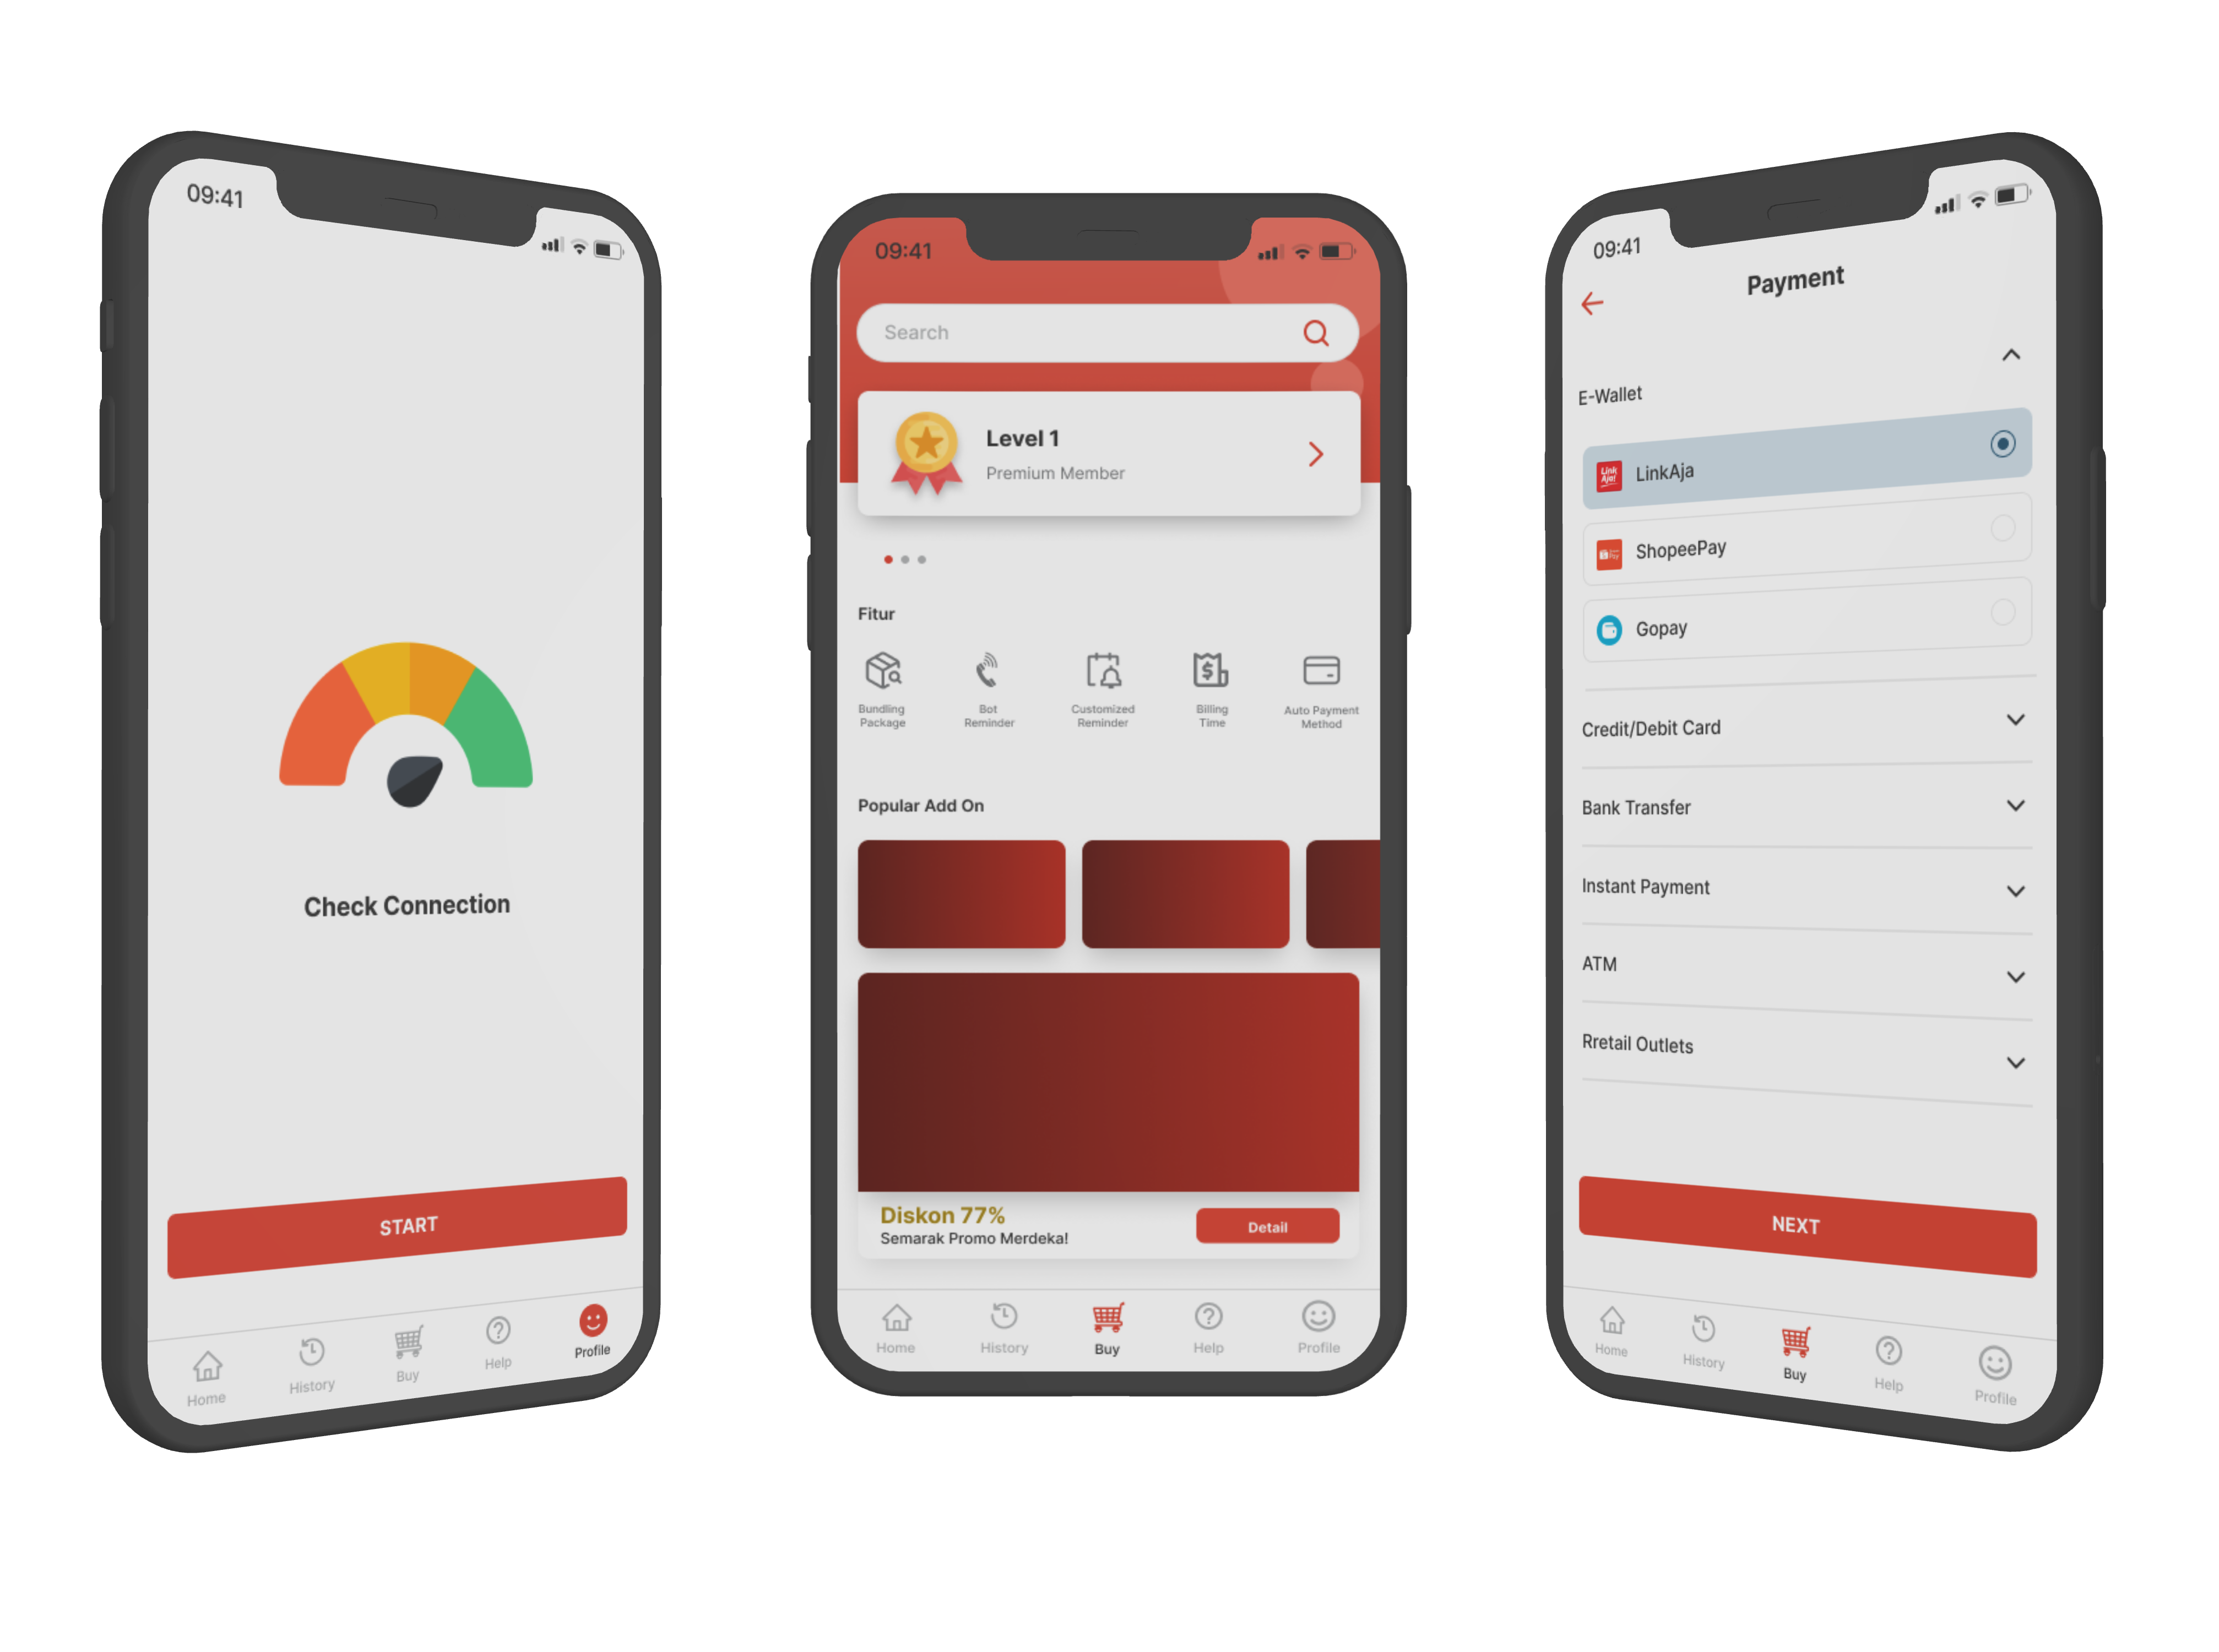 09:41
Check Connection
START
Home
History
Buy
Help
Profile
09:41
Search
Level 1
Premium Member
Fitur
Bundling
Package
Bot
Reminder
Customized
Reminder
Billing
Time
Auto Payment
Method
Popular Add On
Diskon 77%
Semarak Promo Merdeka!
Detail
Home
History
Buy
Help
Profile
09:41
Payment
E-Wallet
Link
Aja!
LinkAja
Pay
ShopeePay
Gopay
Credit/Debit Card
Bank Transfer
Instant Payment
ATM
Rretail Outlets
NEXT
Home
History
Buy
Help
Profile